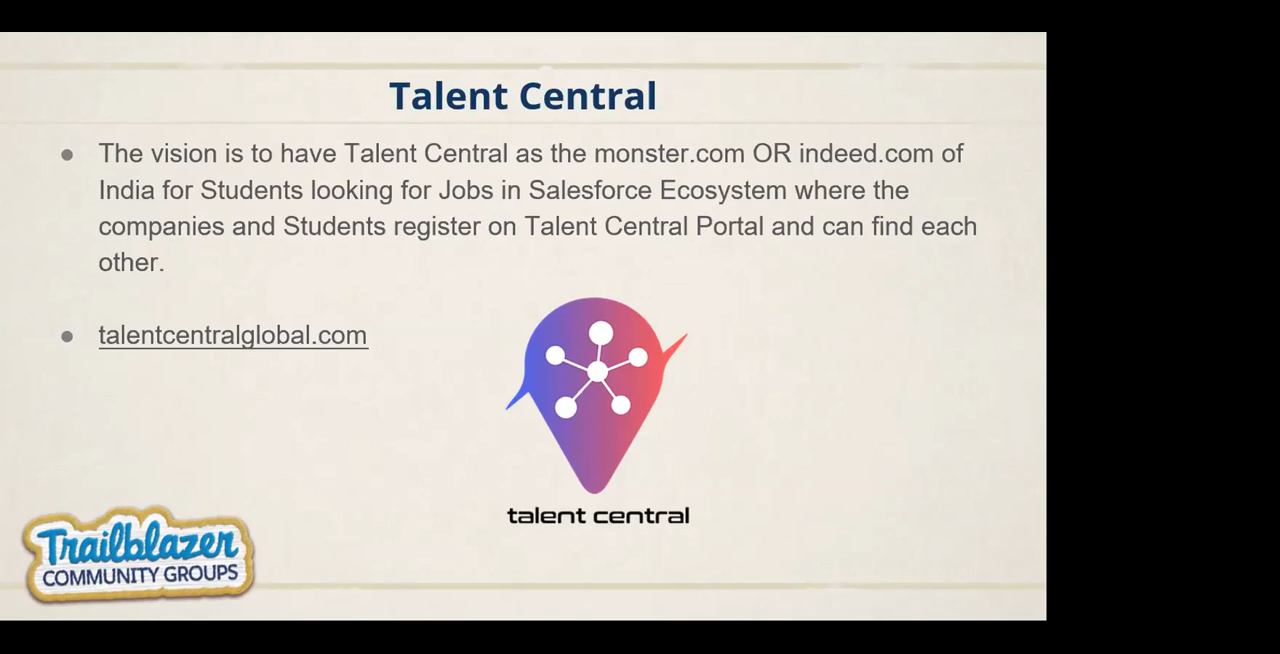 Talent Central
● The vision is to have Talent Central as the monster.com OR indeed.com of
India for Students looking for Jobs in Salesforce Ecosystem where the
companies and Students register on Talent Central Portal and can find each
other.
● talentcentralglobal.com
talent central
Trailblazer
COMMUNITY GROUPS